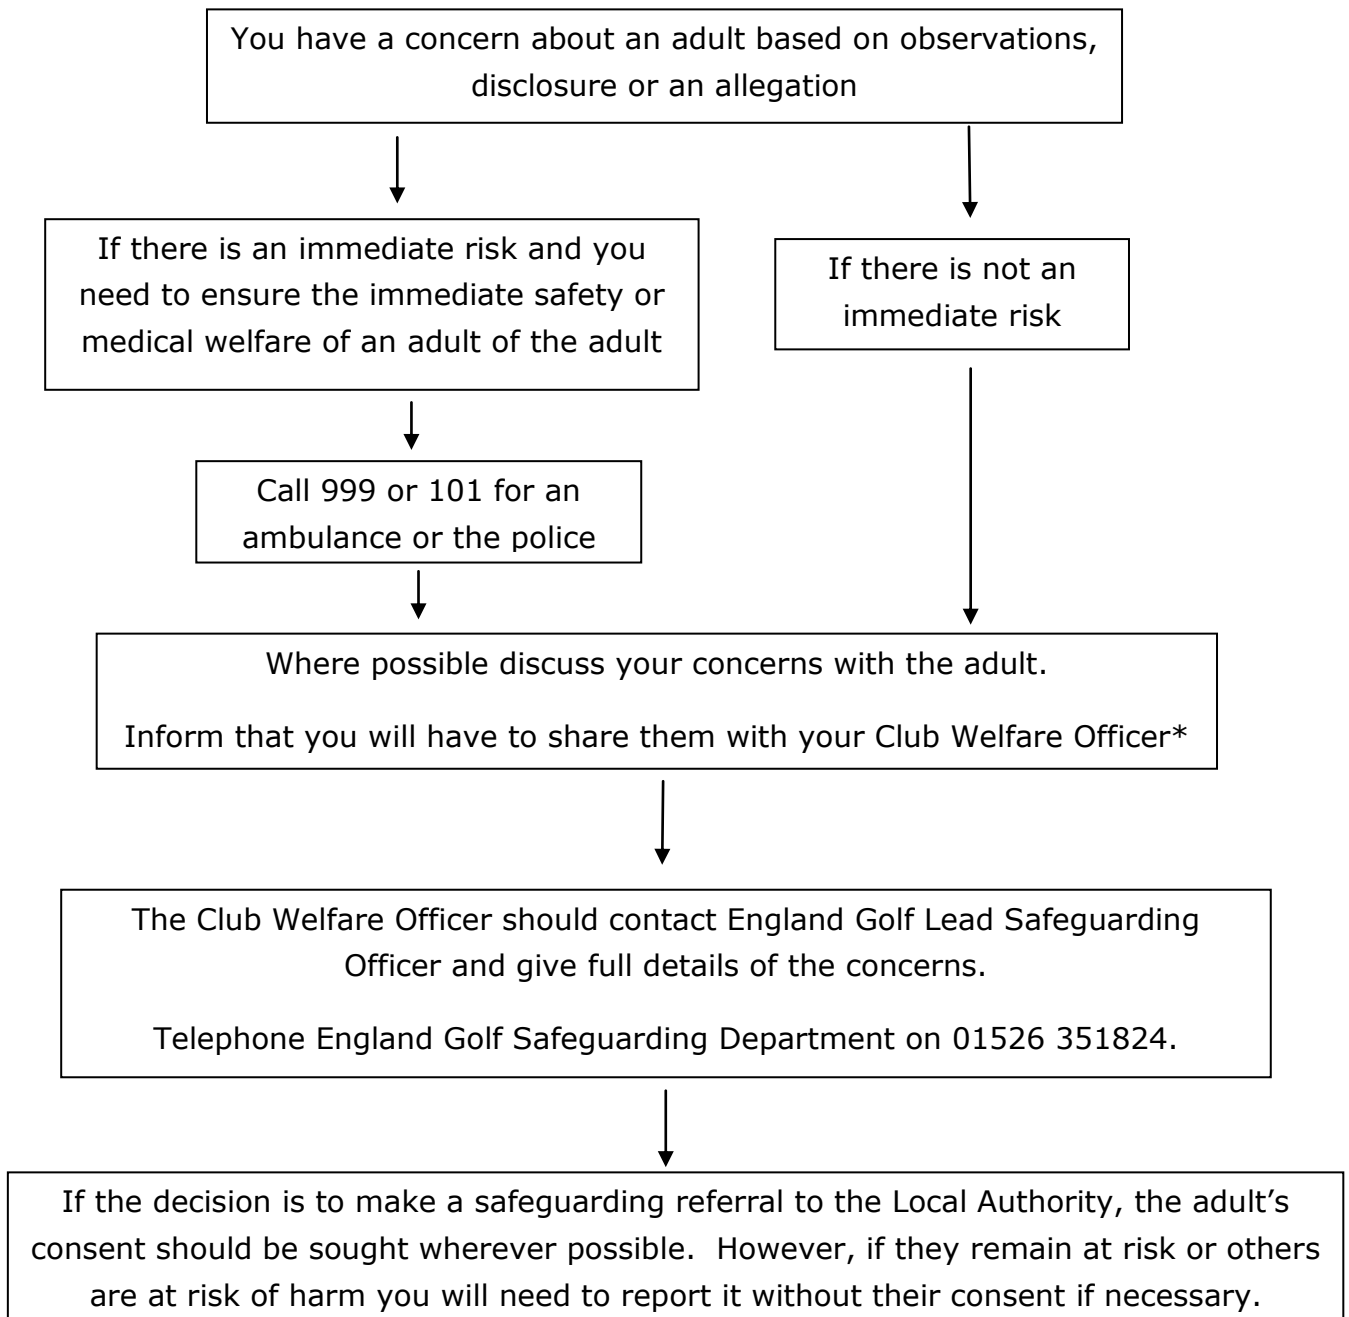 You have a concern about an adult based on observations,
disclosure or an allegation
If there is an immediate risk and you
need to ensure the immediate safety or
medical welfare of an adult of the adult
If there is not an
immediate risk
Call 999 or 101 for an
ambulance or the police
Where possible discuss your concerns with the adult.
Inform that you will have to share them with your Club Welfare Officer*
The Club Welfare Officer should contact England Golf Lead Safeguarding
Officer and give full details of the concerns.
Telephone England Golf Safeguarding Department on 01526 351824.
If the decision is to make a safeguarding referral to the Local Authority, the adult’s
consent should be sought wherever possible.  However, if they remain at risk or others
are at risk of harm you will need to report it without their consent if necessary.